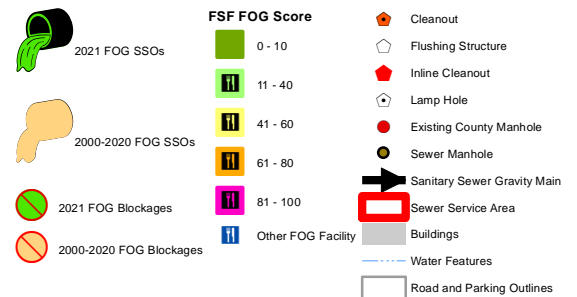 2021 FOG SSOs
2000-2020 FOG SSOs
2021 FOG Blockages
2000-2020 FOG Blockages
FSF FOG Score
0 - 10
11 - 40
41 - 60
61 - 80
81 - 100
Other FOG Facility
Cleanout
Flushing Structure
Inline Cleanout
Lamp Hole
Existing County Manhole
Sewer Manhole
Sanitary Sewer Gravity Main
Sewer Service Area
Buildings
Water Features
Road and Parking Outlines